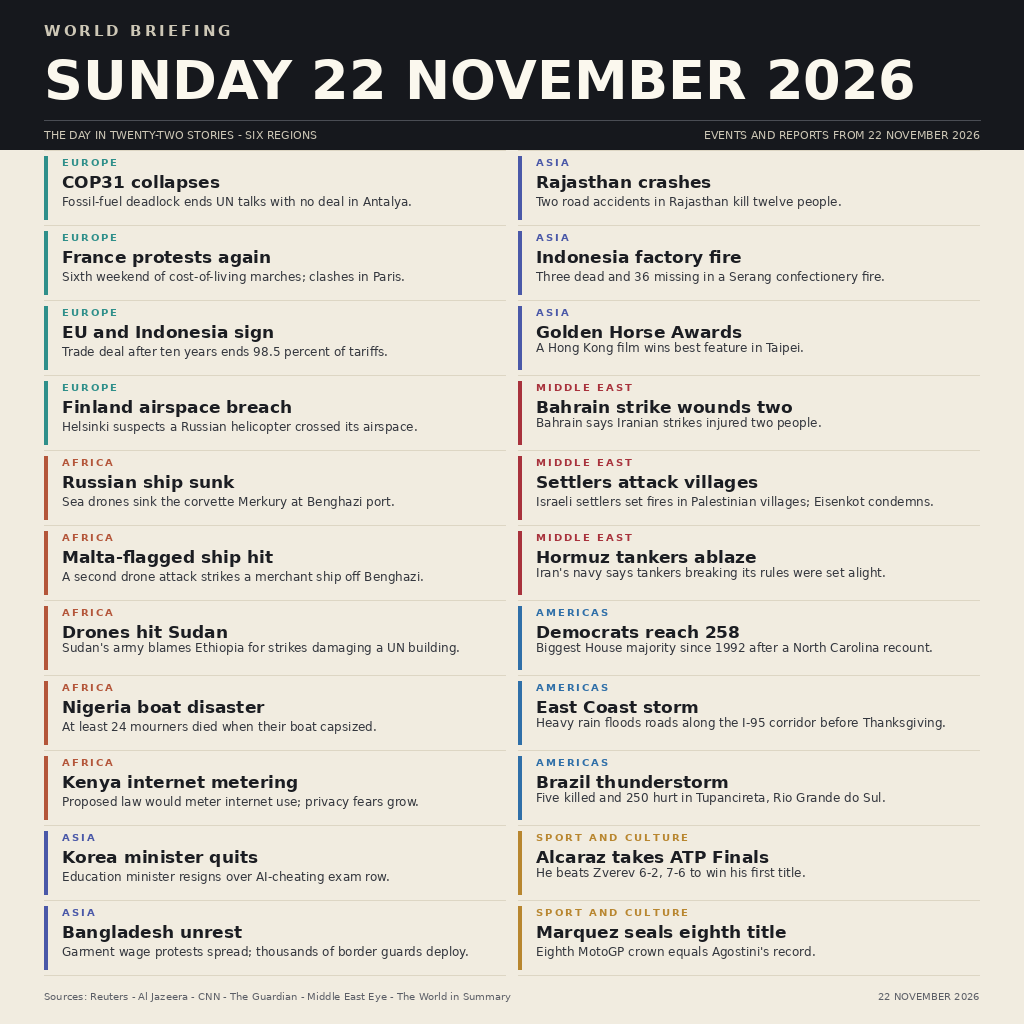 WORLD BRIEFING
SUNDAY 22 NOVEMBER 2026
THE DAY IN TWENTY-TWO STORIES - SIX REGIONS
EVENTS AND REPORTS FROM 22 NOVEMBER 2026
EUROPE
COP31 collapses
Fossil-fuel deadlock ends UN talks with no deal in Antalya.
EUROPE
France protests again
Sixth weekend of cost-of-living marches; clashes in Paris.
EUROPE
EU and Indonesia sign
Trade deal after ten years ends 98.5 percent of tariffs.
EUROPE
Finland airspace breach
Helsinki suspects a Russian helicopter crossed its airspace.
AFRICA
Russian ship sunk
Sea drones sink the corvette Merkury at Benghazi port.
AFRICA
Malta-flagged ship hit
A second drone attack strikes a merchant ship off Benghazi.
AFRICA
Drones hit Sudan
Sudan's army blames Ethiopia for strikes damaging a UN building.
AFRICA
Nigeria boat disaster
At least 24 mourners died when their boat capsized.
AFRICA
Kenya internet metering
Proposed law would meter internet use; privacy fears grow.
ASIA
Korea minister quits
Education minister resigns over AI-cheating exam row.
ASIA
Bangladesh unrest
Garment wage protests spread; thousands of border guards deploy.
ASIA
Rajasthan crashes
Two road accidents in Rajasthan kill twelve people.
ASIA
Indonesia factory fire
Three dead and 36 missing in a Serang confectionery fire.
ASIA
Golden Horse Awards
A Hong Kong film wins best feature in Taipei.
MIDDLE EAST
Bahrain strike wounds two
Bahrain says Iranian strikes injured two people.
MIDDLE EAST
Settlers attack villages
Israeli settlers set fires in Palestinian villages; Eisenkot condemns.
MIDDLE EAST
Hormuz tankers ablaze
Iran's navy says tankers breaking its rules were set alight.
AMERICAS
Democrats reach 258
Biggest House majority since 1992 after a North Carolina recount.
AMERICAS
East Coast storm
Heavy rain floods roads along the I-95 corridor before Thanksgiving.
AMERICAS
Brazil thunderstorm
Five killed and 250 hurt in Tupancireta, Rio Grande do Sul.
SPORT AND CULTURE
Alcaraz takes ATP Finals
He beats Zverev 6-2, 7-6 to win his first title.
SPORT AND CULTURE
Marquez seals eighth title
Eighth MotoGP crown equals Agostini's record.
Sources: Reuters - Al Jazeera - CNN - The Guardian - Middle East Eye - The World in Summary
22 NOVEMBER 2026